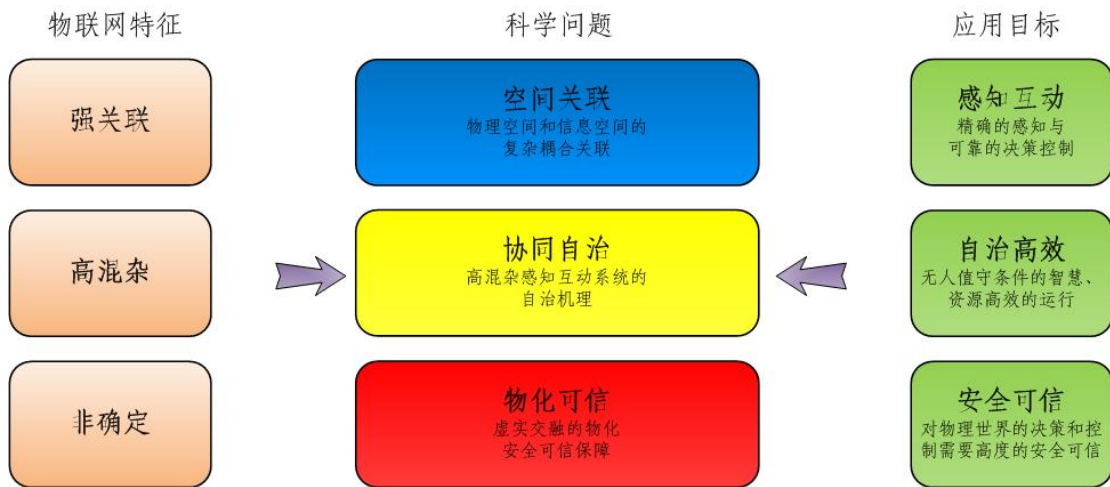 物联网特征
科学问题
应用目标
强关联
空间关联
物理空间和信息空间的
复杂耦合关联
感知互动
精确的感知与
可靠的决策控制
高混杂
协同自治
高混杂感知互动系统的
自治机理
自治高效
无人值守条件的智慧、
资源高效的运行
非确定
物化可信
虚实交融的物化
安全可信保障
安全可信
对物理世界的决策和控
制需要高度的安全可信